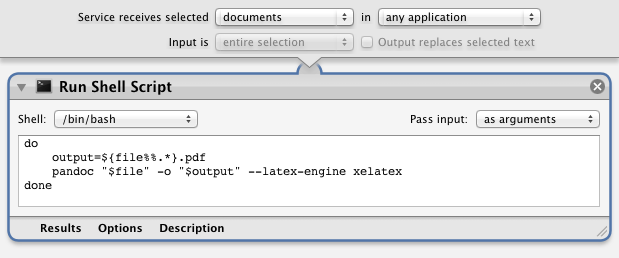 Service receives selected documents in any application
Input is entire selection Output replaces selected text
Run Shell Script
Shell: /bin/bash Pass input: as arguments
do
    output=${file%%.*}.pdf
    pandoc "$file" -o "$output" --latex-engine xelatex
done
Results Options Description